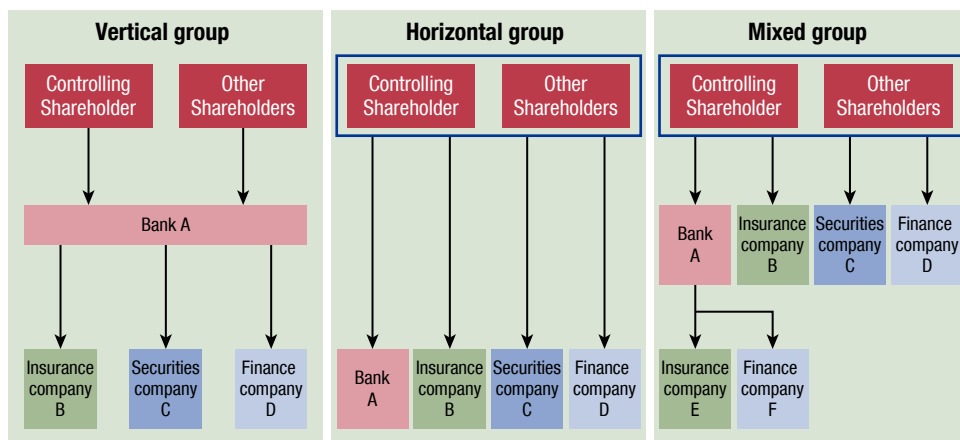 Vertical group
Controlling
Shareholder
Other
Shareholders
Bank A
Insurance
company
B
Securities
company
C
Finance
company
D
Horizontal group
Controlling
Shareholder
Other
Shareholders
Bank
A
Insurance
company
B
Securities
company
C
Finance
company
D
Mixed group
Controlling
Shareholder
Other
Shareholders
Bank
A
Insurance
company
B
Securities
company
C
Finance
company
D
Insurance
company
E
Finance
company
F